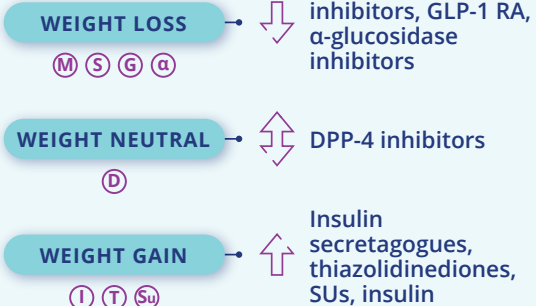 WEIGHT LOSS
M S G α
inhibitors, GLP-1 RA,
α-glucosidase
inhibitors
WEIGHT NEUTRAL
D
DPP-4 inhibitors
WEIGHT GAIN
I T Su
Insulin
secretagogues,
thiazolidinediones,
SUs, insulin